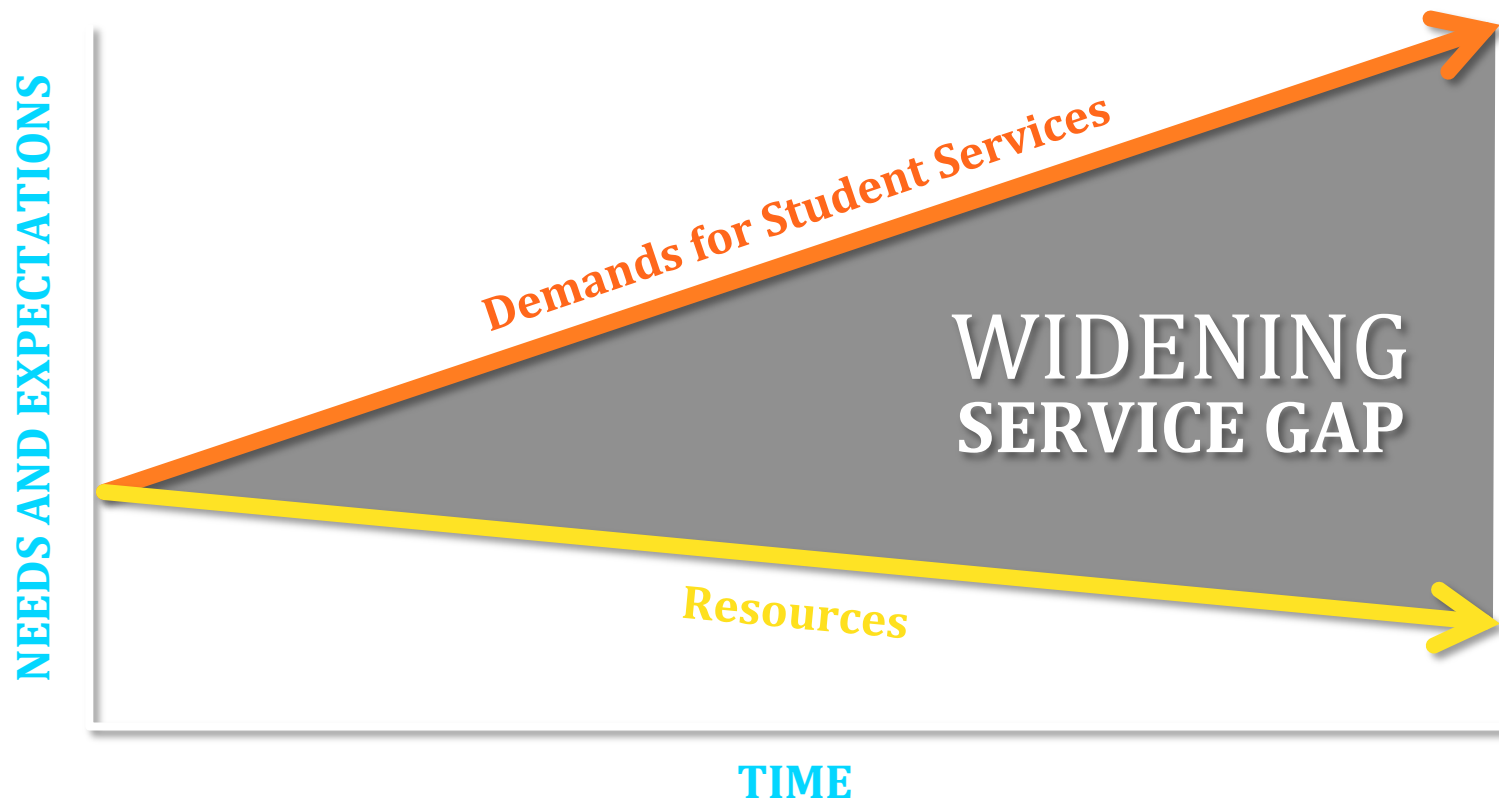 NEEDS AND EXPECTATIONS
Demands for Student Services
WIDENING
SERVICE GAP
Resources
TIME